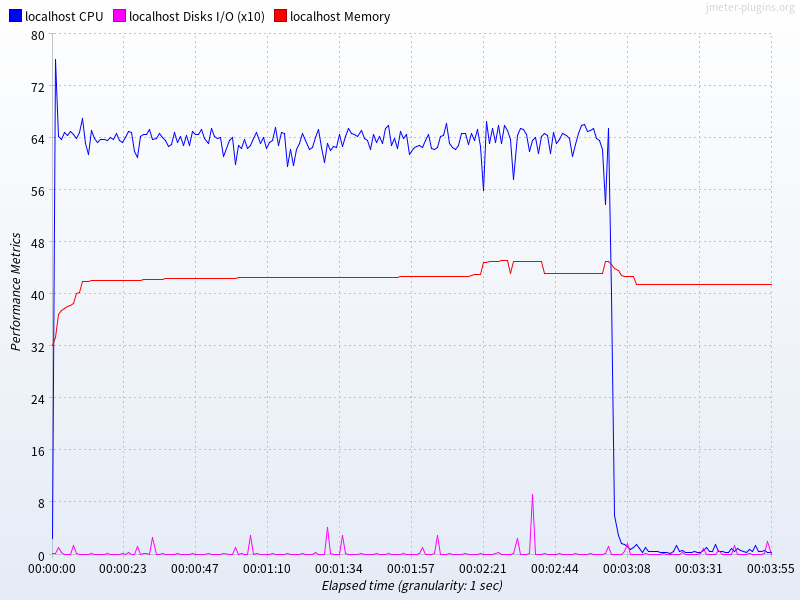 jmeter-plugins.org
localhost CPU localhost Disks I/O (x10) localhost Memory
80
72
64
56
48
40
32
24
16
8
0
Performance Metrics
00:00:00 00:00:23 00:00:47 00:01:10 00:01:34 00:01:57 00:02:21 00:02:44 00:03:08 00:03:31 00:03:55
Elapsed time (granularity: 1 sec)